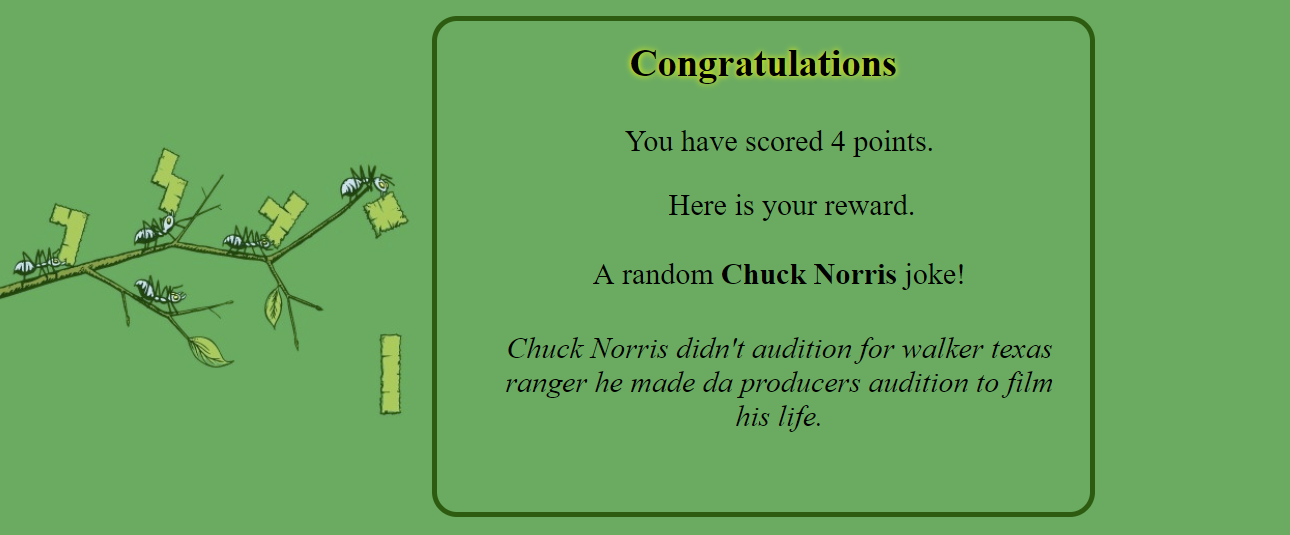 Congratulations
You have scored 4 points.
Here is your reward.
A random Chuck Norris joke!
Chuck Norris didn't audition for walker texas
ranger he made da producers audition to film
his life.